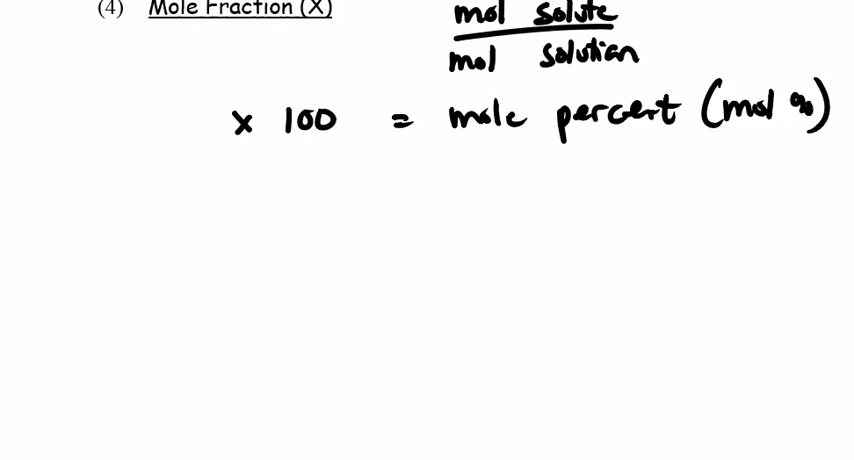 (4) Mole Fraction (X) mol solute
mol solution
x 100 = mole percent (mol %)